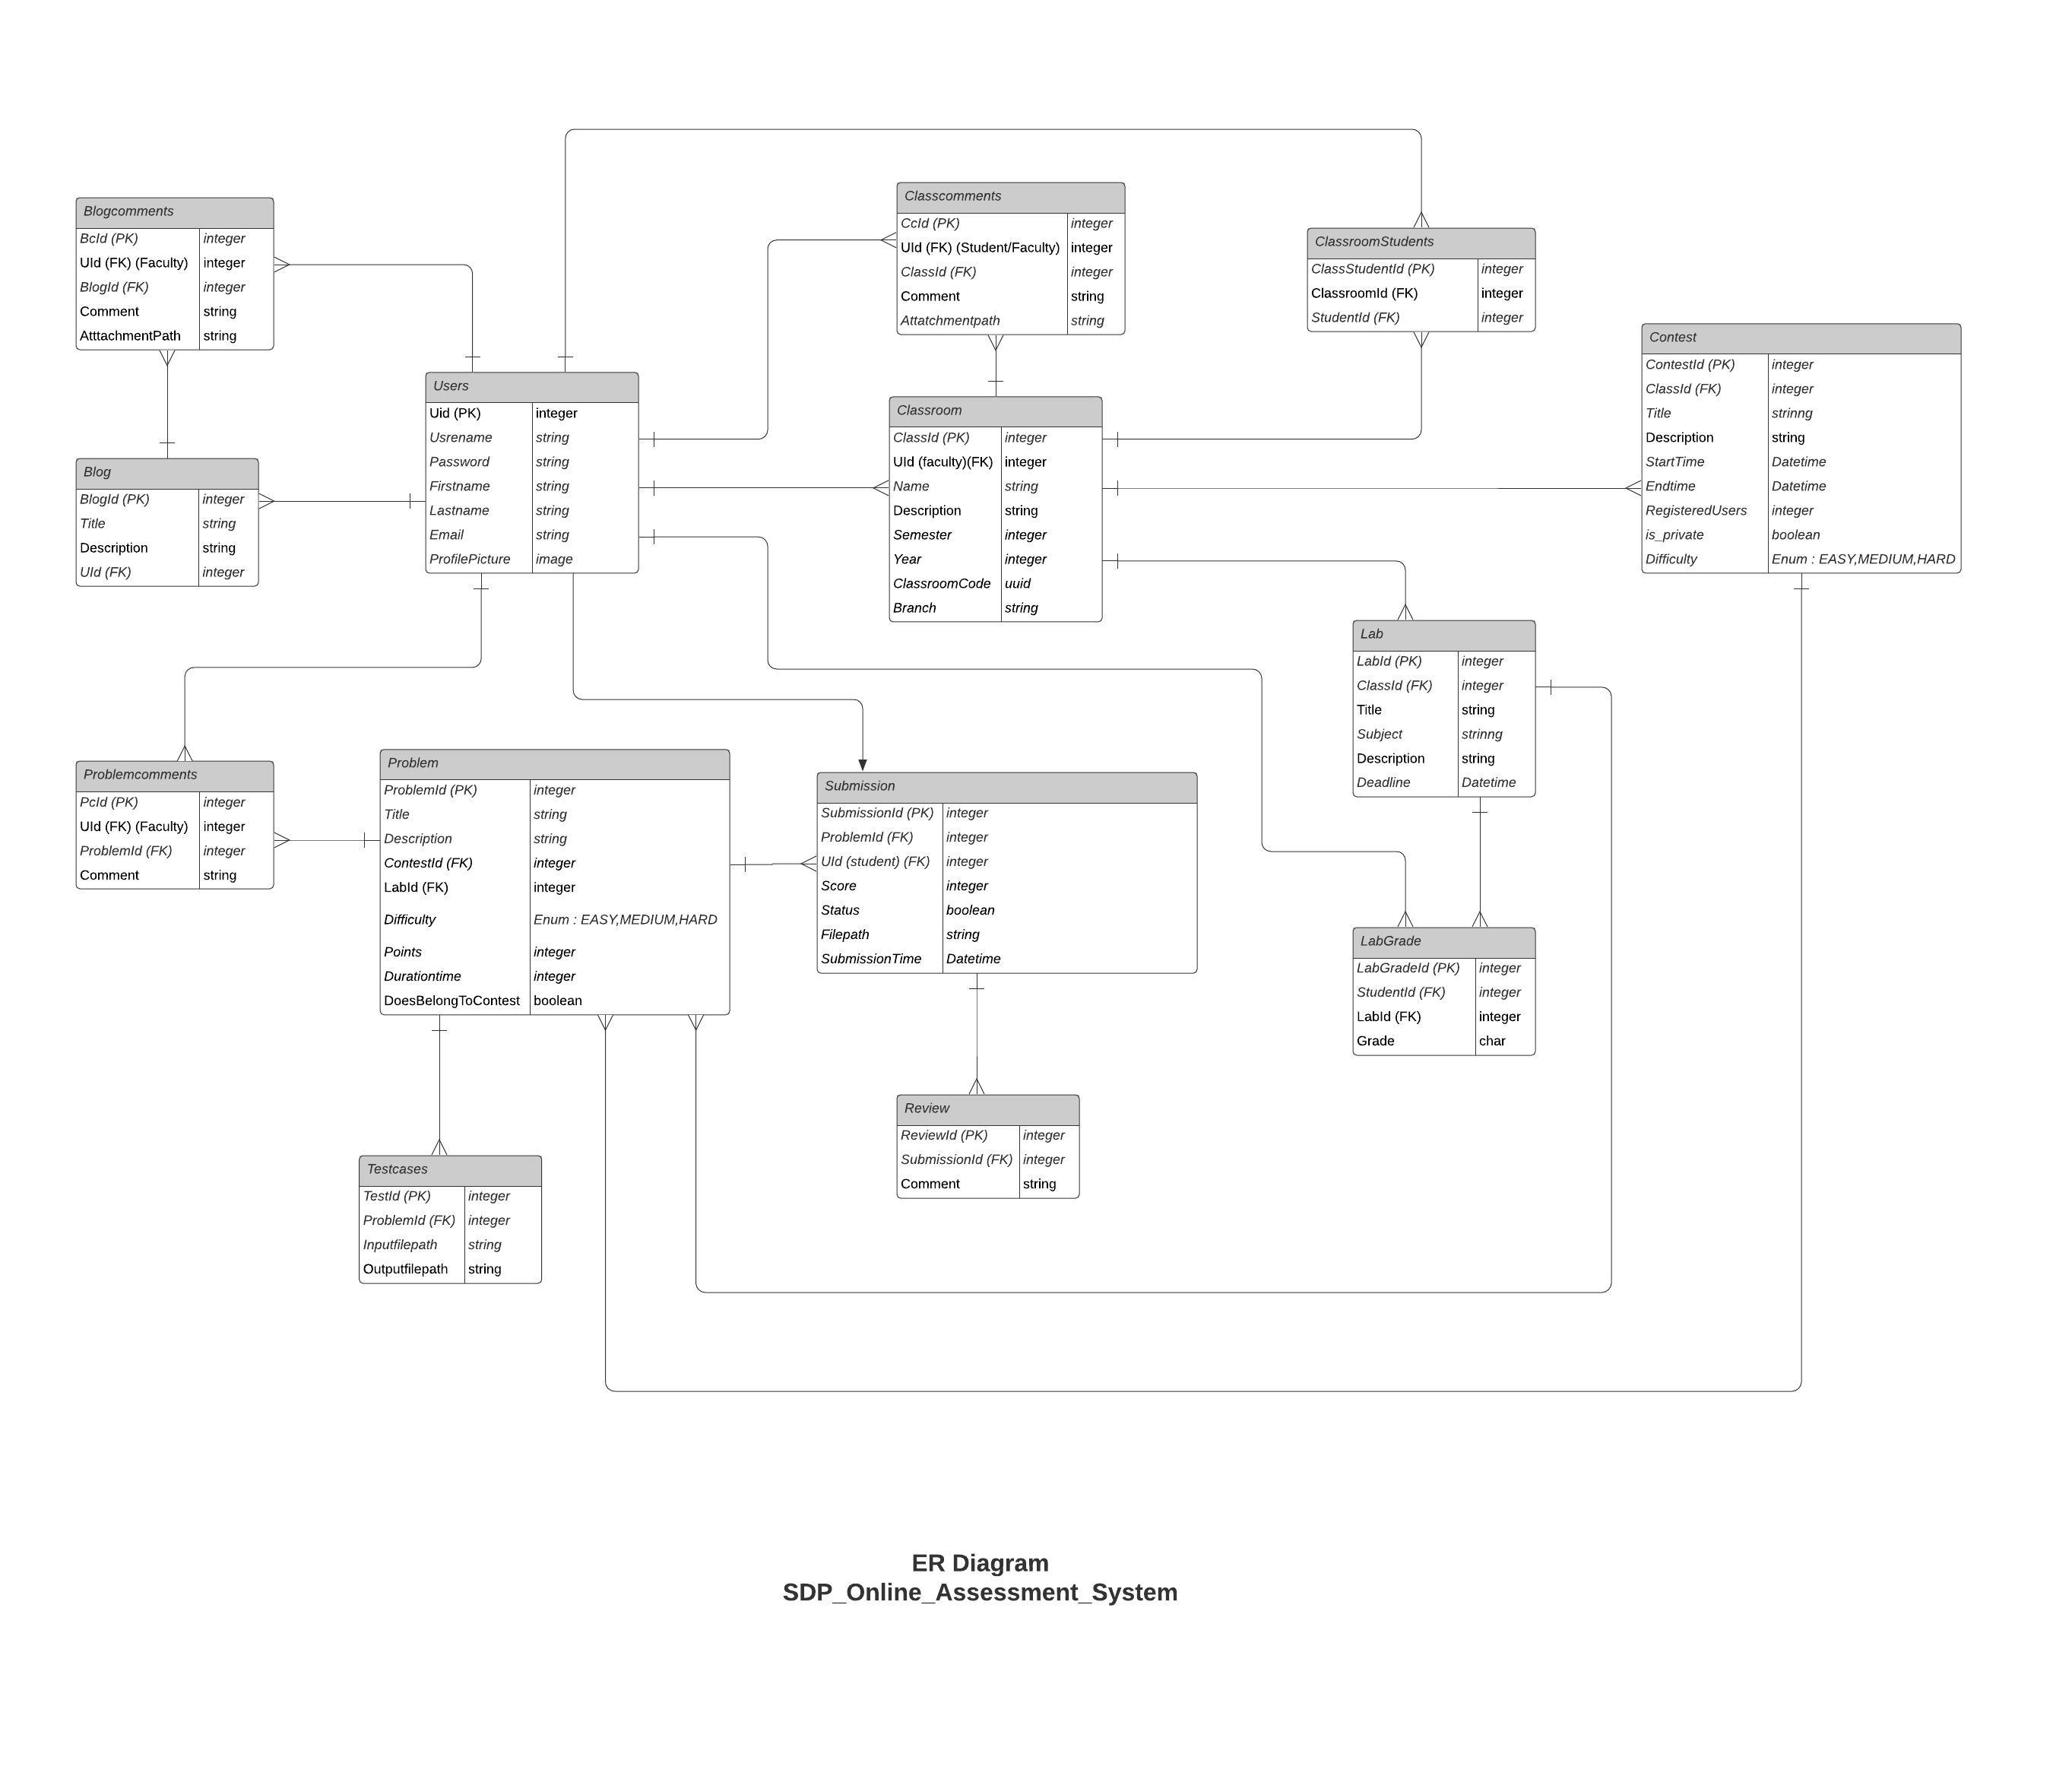 Blogcomments
BcId (PK) integer
UId (FK) (Faculty) integer
BlogId (FK) integer
Comment string
AtttachmentPath string
Blog
BlogId (PK) integer
Title string
Description string
UId (FK) integer
Users
Uid (PK) integer
Usrename string
Password string
Firstname string
Lastname string
Email string
ProfilePicture image
Classcomments
CcId (PK) integer
UId (FK) (Student/Faculty) integer
ClassId (FK) integer
Comment string
Attatchmentpath string
Classroom
ClassId (PK) integer
UId (faculty)(FK) integer
Name string
Description string
Semester integer
Year integer
ClassroomCode uuid
Branch string
ClassroomStudents
ClassStudentId (PK) integer
ClassroomId (FK) integer
StudentId (FK) integer
Contest
ContestId (PK) integer
ClassId (FK) integer
Title strinng
Description string
StartTime Datetime
Endtime Datetime
RegisteredUsers integer
is_private boolean
Difficulty Enum : EASY,MEDIUM,HARD
Lab
LabId (PK) integer
ClassId (FK) integer
Title string
Subject strinng
Description string
Deadline Datetime
Problemcomments
PcId (PK) integer
UId (FK) (Faculty) integer
ProblemId (FK) integer
Comment string
Problem
ProblemId (PK) integer
Title string
Description string
ContestId (FK) integer
LabId (FK) integer
Difficulty Enum : EASY,MEDIUM,HARD
Points integer
Durationtime integer
DoesBelongToContest boolean
Submission
SubmissionId (PK) integer
ProblemId (FK) integer
UId (student) (FK) integer
Score integer
Status boolean
Filepath string
SubmissionTime Datetime
LabGrade
LabGradeId (PK) integer
StudentId (FK) integer
LabId (FK) integer
Grade char
Review
ReviewId (PK) integer
SubmissionId (FK) integer
Comment string
Testcases
TestId (PK) integer
ProblemId (FK) integer
Inputfilepath string
Outputfilepath string
ER Diagram
SDP_Online_Assessment_System